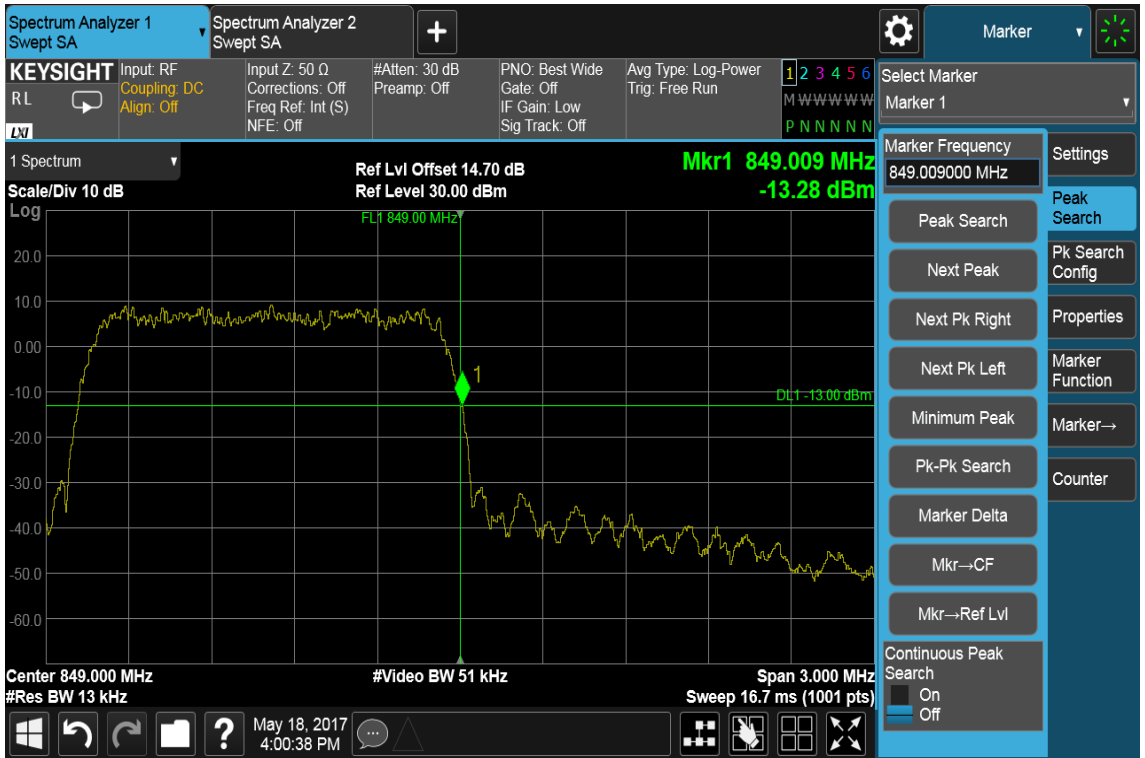 Spectrum Analyzer 1
Swept SA
Spectrum Analyzer 2
Swept SA
Marker
KEYSIGHT
R L
LXI
Input: RF
Coupling: DC
Align: Off
Input Z: 50 Ω
Corrections: Off
Freq Ref: Int (S)
NFE: Off
#Atten: 30 dB
Preamp: Off
PNO: Best Wide
Gate: Off
IF Gain: Low
Sig Track: Off
Avg Type: Log-Power
Trig: Free Run
1 2 3 4 5 6
M W W W W W
P N N N N N
Select Marker
Marker 1
1 Spectrum
Scale/Div 10 dB
Log
Ref Lvl Offset 14.70 dB
Ref Level 30.00 dBm
Mkr1 849.009 MHz
-13.28 dBm
FL1 849.00 MHz
20.0
10.0
0.00
-10.0
-20.0
-30.0
-40.0
-50.0
-60.0
1
DL1 -13.00 dBm
Center 849.000 MHz
#Res BW 13 kHz
#Video BW 51 kHz
Span 3.000 MHz
Sweep 16.7 ms (1001 pts)
Marker Frequency
849.009000 MHz
Peak Search
Next Peak
Next Pk Right
Next Pk Left
Minimum Peak
Pk-Pk Search
Marker Delta
Mkr→CF
Mkr→Ref Lvl
Continuous Peak
Search
On
Off
Settings
Peak
Search
Pk Search
Config
Properties
Marker
Function
Marker→
Counter
?
May 18, 2017
4:00:38 PM